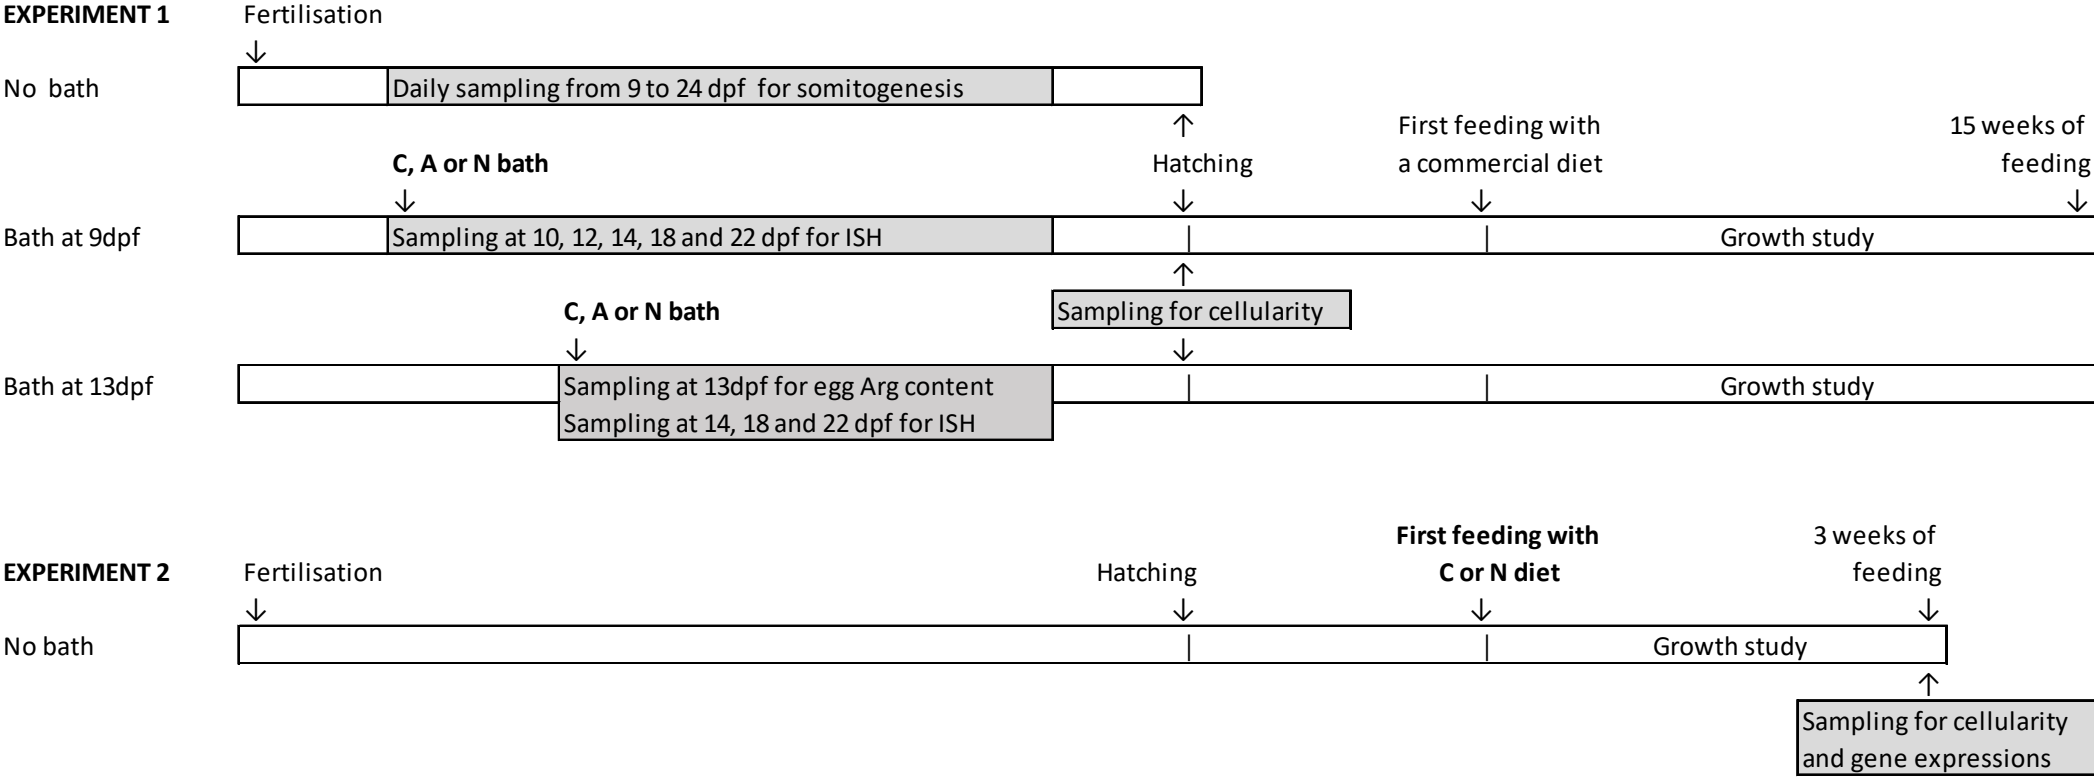 EXPERIMENT 1 Fertilisation
↓
No bath Daily sampling from 9 to 24 dpf for somitogenesis
↑ First feeding with 15 weeks of
C, A or N bath Hatching a commercial diet feeding
↓ ↓ ↓ ↓
Bath at 9dpf Sampling at 10, 12, 14, 18 and 22 dpf for ISH | | Growth study
↑
C, A or N bath Sampling for cellularity
↓ ↓
Bath at 13dpf Sampling at 13dpf for egg Arg content | | Growth study
Sampling at 14, 18 and 22 dpf for ISH
First feeding with 3 weeks of
EXPERIMENT 2 Fertilisation Hatching C or N diet feeding
↓ ↓ ↓ ↓
No bath | | Growth study
↑
Sampling for cellularity
and gene expressions